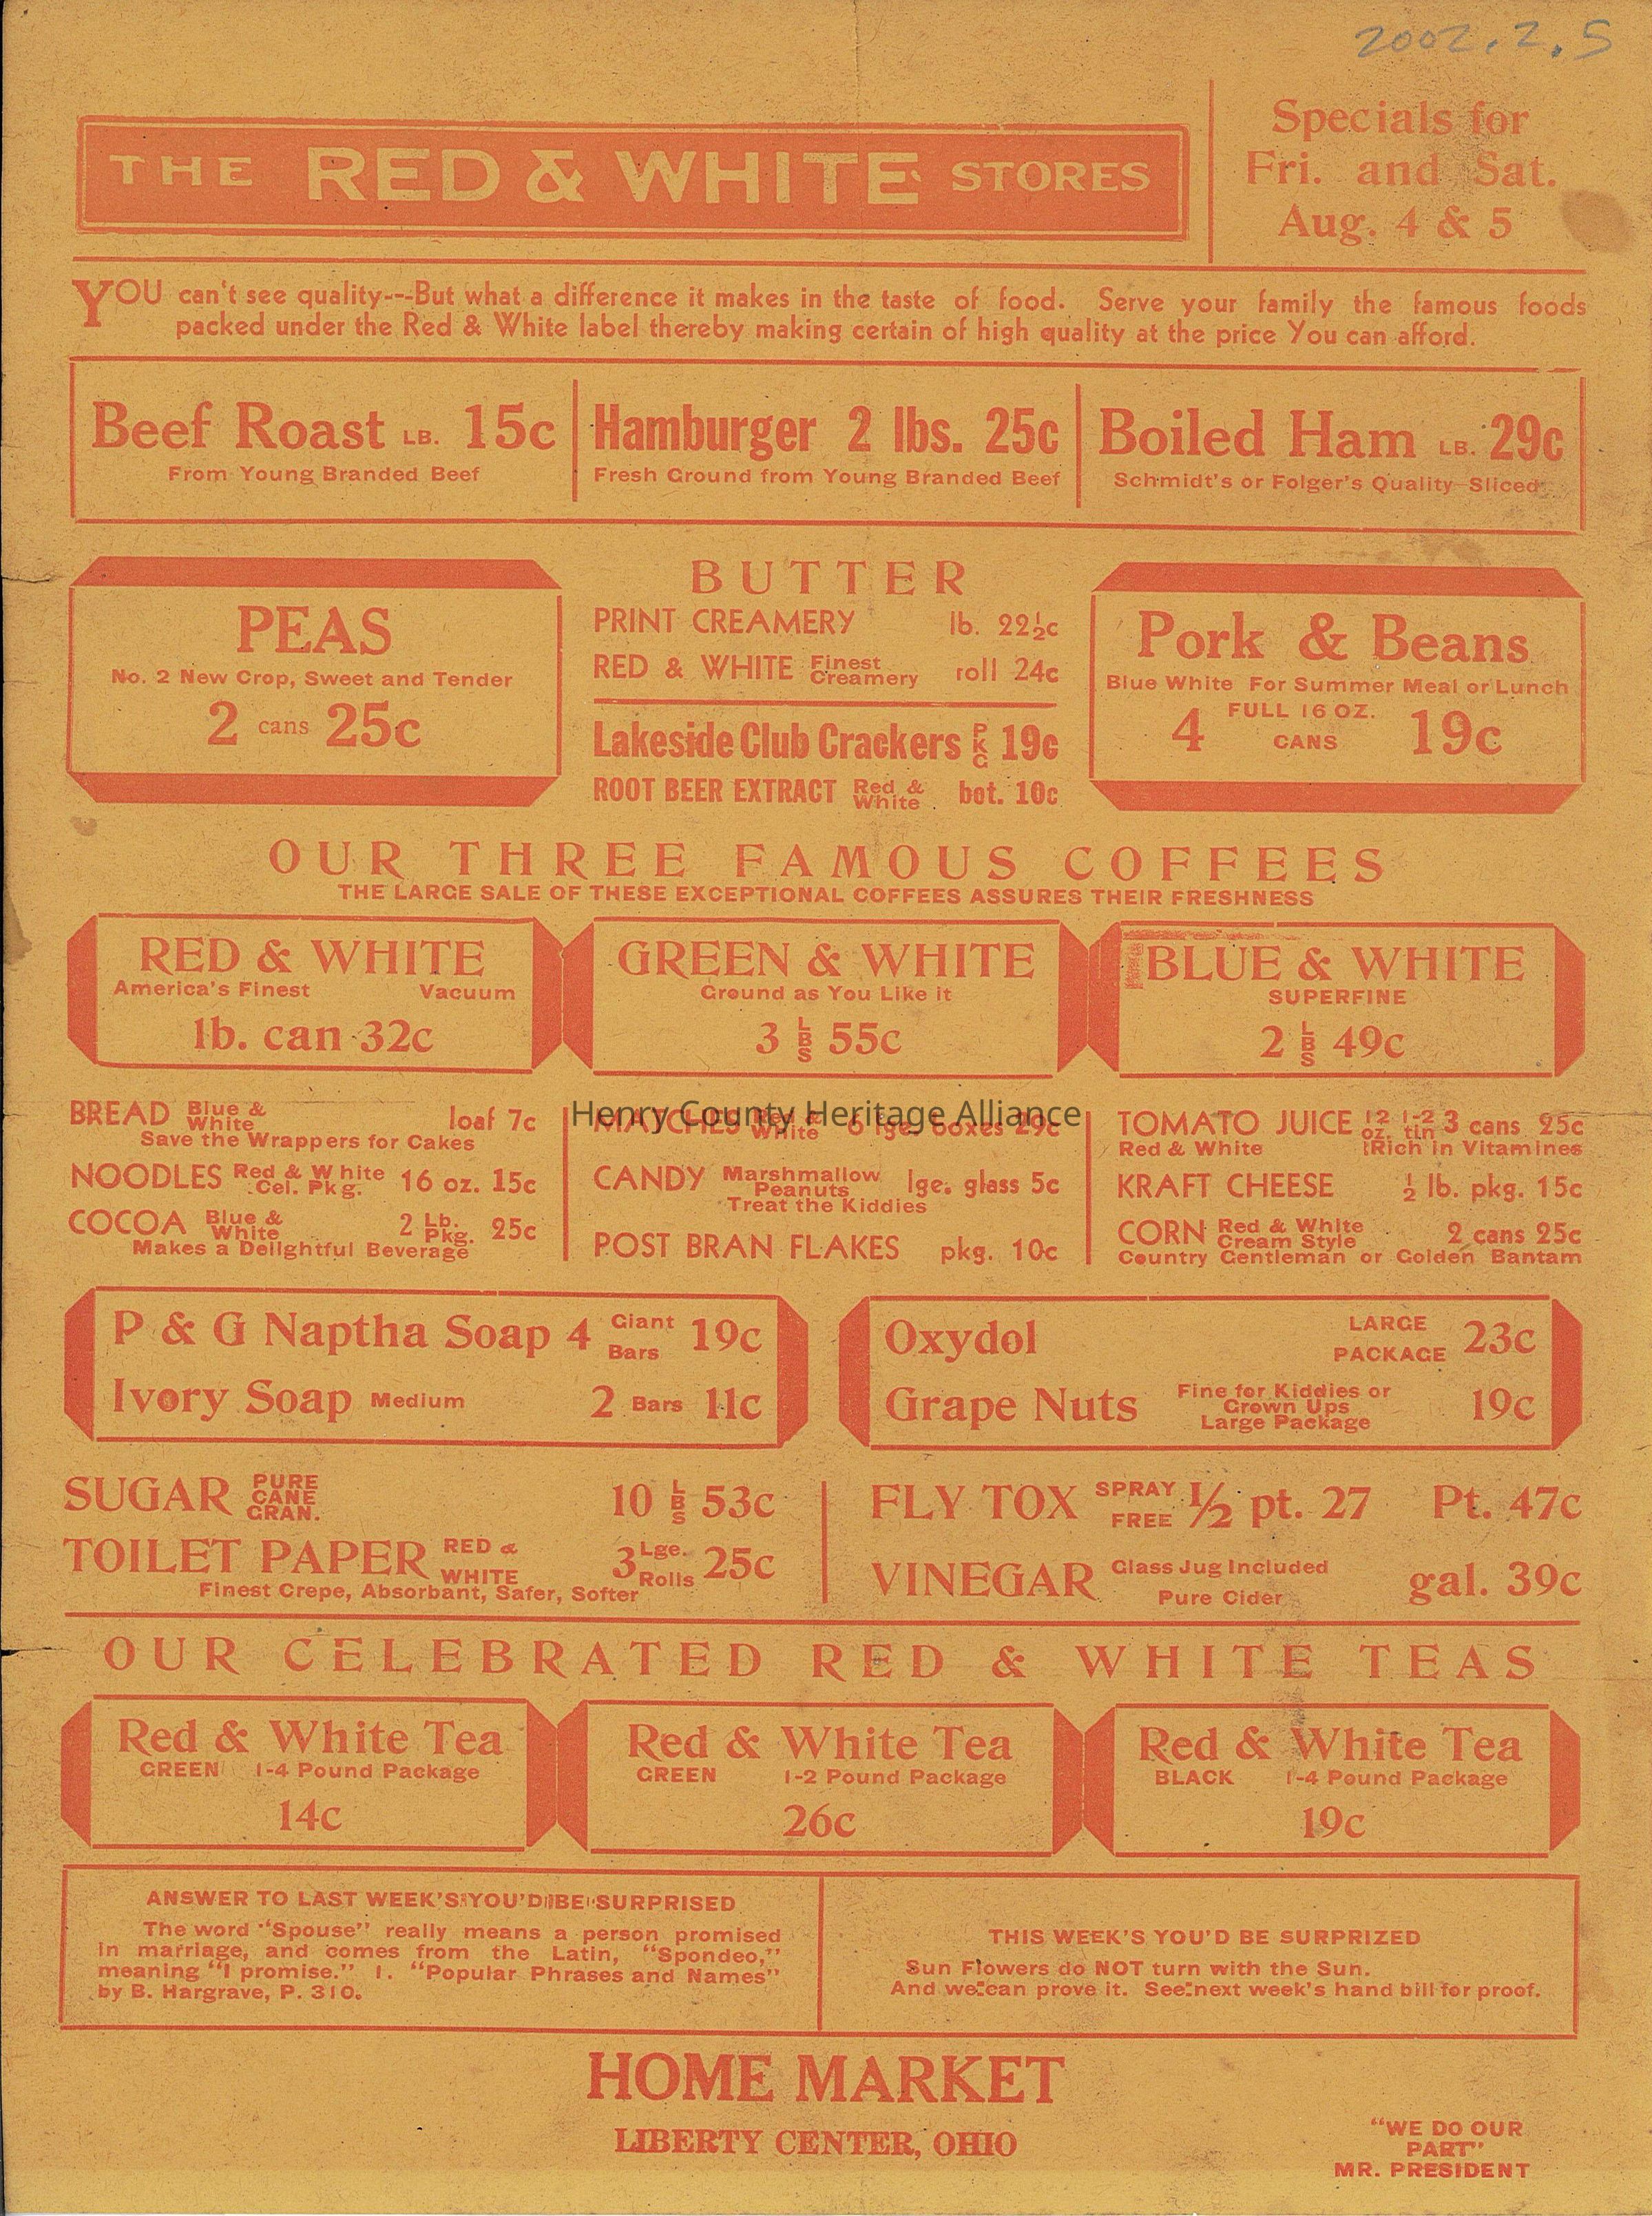 2002.2.5
THE RED & WHITE STORES
Specials for
Fri. and Sat.
Aug. 4 & 5
YOU can't see quality---But what a difference it makes in the taste of food. Serve your family the famous foods
packed under the Red & White label thereby making certain of high quality at the price You can afford.
Beef Roast LB. 15c
From Young Branded Beef
Hamburger 2 lbs. 25c
Fresh Ground from Young Branded Beef
Boiled Ham LB. 29c
Schmidt's or Folger's Quality Sliced
PEAS
No. 2 New Crop, Sweet and Tender
2 cans 25c
BUTTER
PRINT CREAMERY lb. 22½c
RED & WHITE Finest Creamery roll 24c
Lakeside Club Crackers PKG 19c
ROOT BEER EXTRACT Red & White bot. 10c
Pork & Beans
Blue White For Summer Meal or Lunch
4 FULL 16 OZ. CANS 19c
OUR THREE FAMOUS COFFEES
THE LARGE SALE OF THESE EXCEPTIONAL COFFEES ASSURES THEIR FRESHNESS
RED & WHITE
America's Finest Vacuum
lb. can 32c
GREEN & WHITE
Ground as You Like it
3 LBS 55c
BLUE & WHITE
SUPERFINE
2 LBS 49c
BREAD Blue & White loaf 7c
Save the Wrappers for Cakes
NOODLES Red & White Cel. Pkg. 16 oz. 15c
COCOA Blue & White 2 Lb. Pkg. 25c
Makes a Delightful Beverage
Henry County Heritage Alliance
MATCHES Red & White 6 lge. boxes 29c
CANDY Marshmallow Peanuts lge. glass 5c
Treat the Kiddies
POST BRAN FLAKES pkg. 10c
TOMATO JUICE 12 1-2 oz. tin 3 cans 25c
Red & White Rich in Vitamines
KRAFT CHEESE ½ lb. pkg. 15c
CORN Red & White Cream Style 2 cans 25c
Country Gentleman or Golden Bantam
P & G Naptha Soap 4 Giant Bars 19c
Ivory Soap Medium 2 Bars 11c
Oxydol LARGE PACKAGE 23c
Grape Nuts Fine for Kiddies or Grown Ups Large Package 19c
SUGAR PURE CANE GRAN. 10 LBS 53c
TOILET PAPER RED & WHITE 3 Lge. Rolls 25c
Finest Crepe, Absorbant, Safer, Softer
FLY TOX SPRAY FREE ½ pt. 27 Pt. 47c
VINEGAR Glass Jug Included Pure Cider gal. 39c
OUR CELEBRATED RED & WHITE TEAS
Red & White Tea
GREEN 1-4 Pound Package
14c
Red & White Tea
GREEN 1-2 Pound Package
26c
Red & White Tea
BLACK 1-4 Pound Package
19c
ANSWER TO LAST WEEK'S YOU'D BE SURPRISED
The word "Spouse" really means a person promised
in marriage, and comes from the Latin, "Spondeo,"
meaning "I promise." 1. "Popular Phrases and Names"
by B. Hargrave, P. 310.
THIS WEEK'S YOU'D BE SURPRIZED
Sun Flowers do NOT turn with the Sun.
And we can prove it. See next week's hand bill for proof.
HOME MARKET
LIBERTY CENTER, OHIO
"WE DO OUR
PART"
MR. PRESIDENT